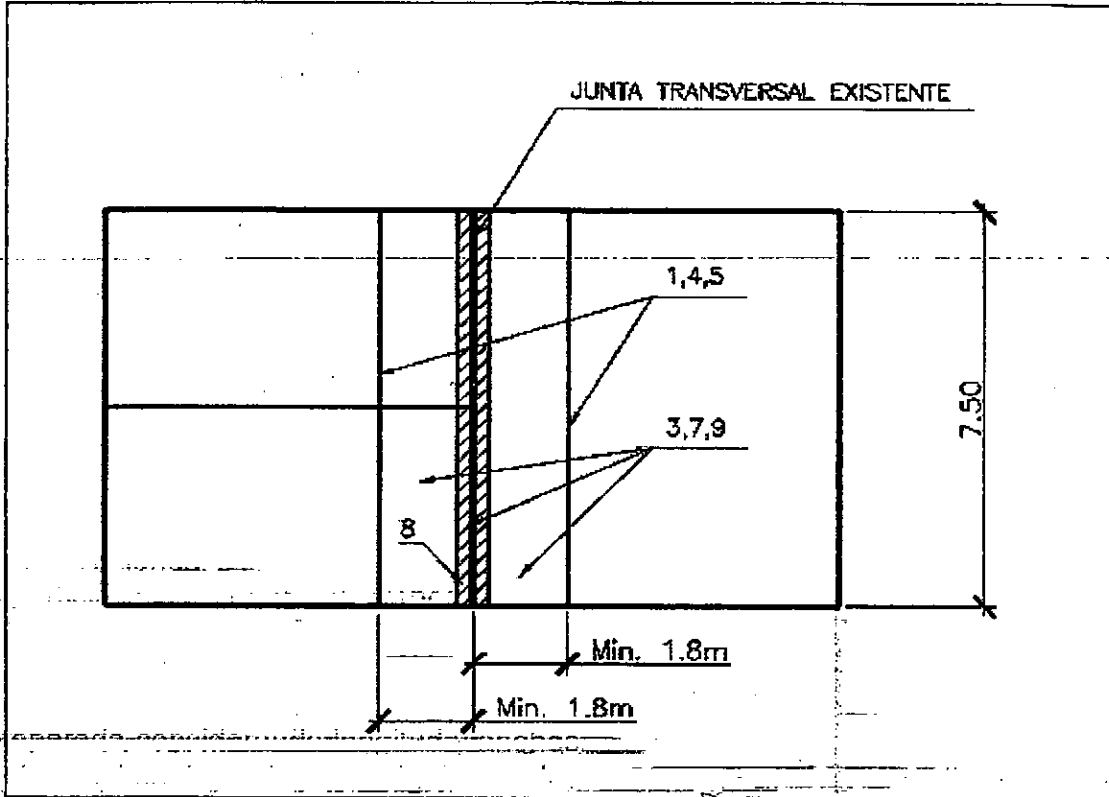 JUNTA TRANSVERSAL EXISTENTE
1,4,5
7.50
3,7,9
8
Min. 1.8m
Min. 1.8m